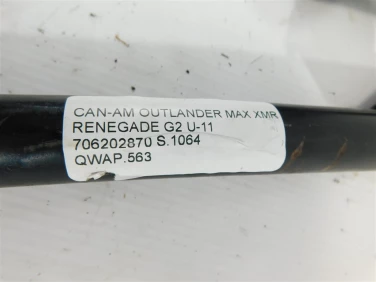 CAN-AM OUTLANDER MAX XMR
RENEGADE G2 U-11
706202870 S.1064
QWAP.563